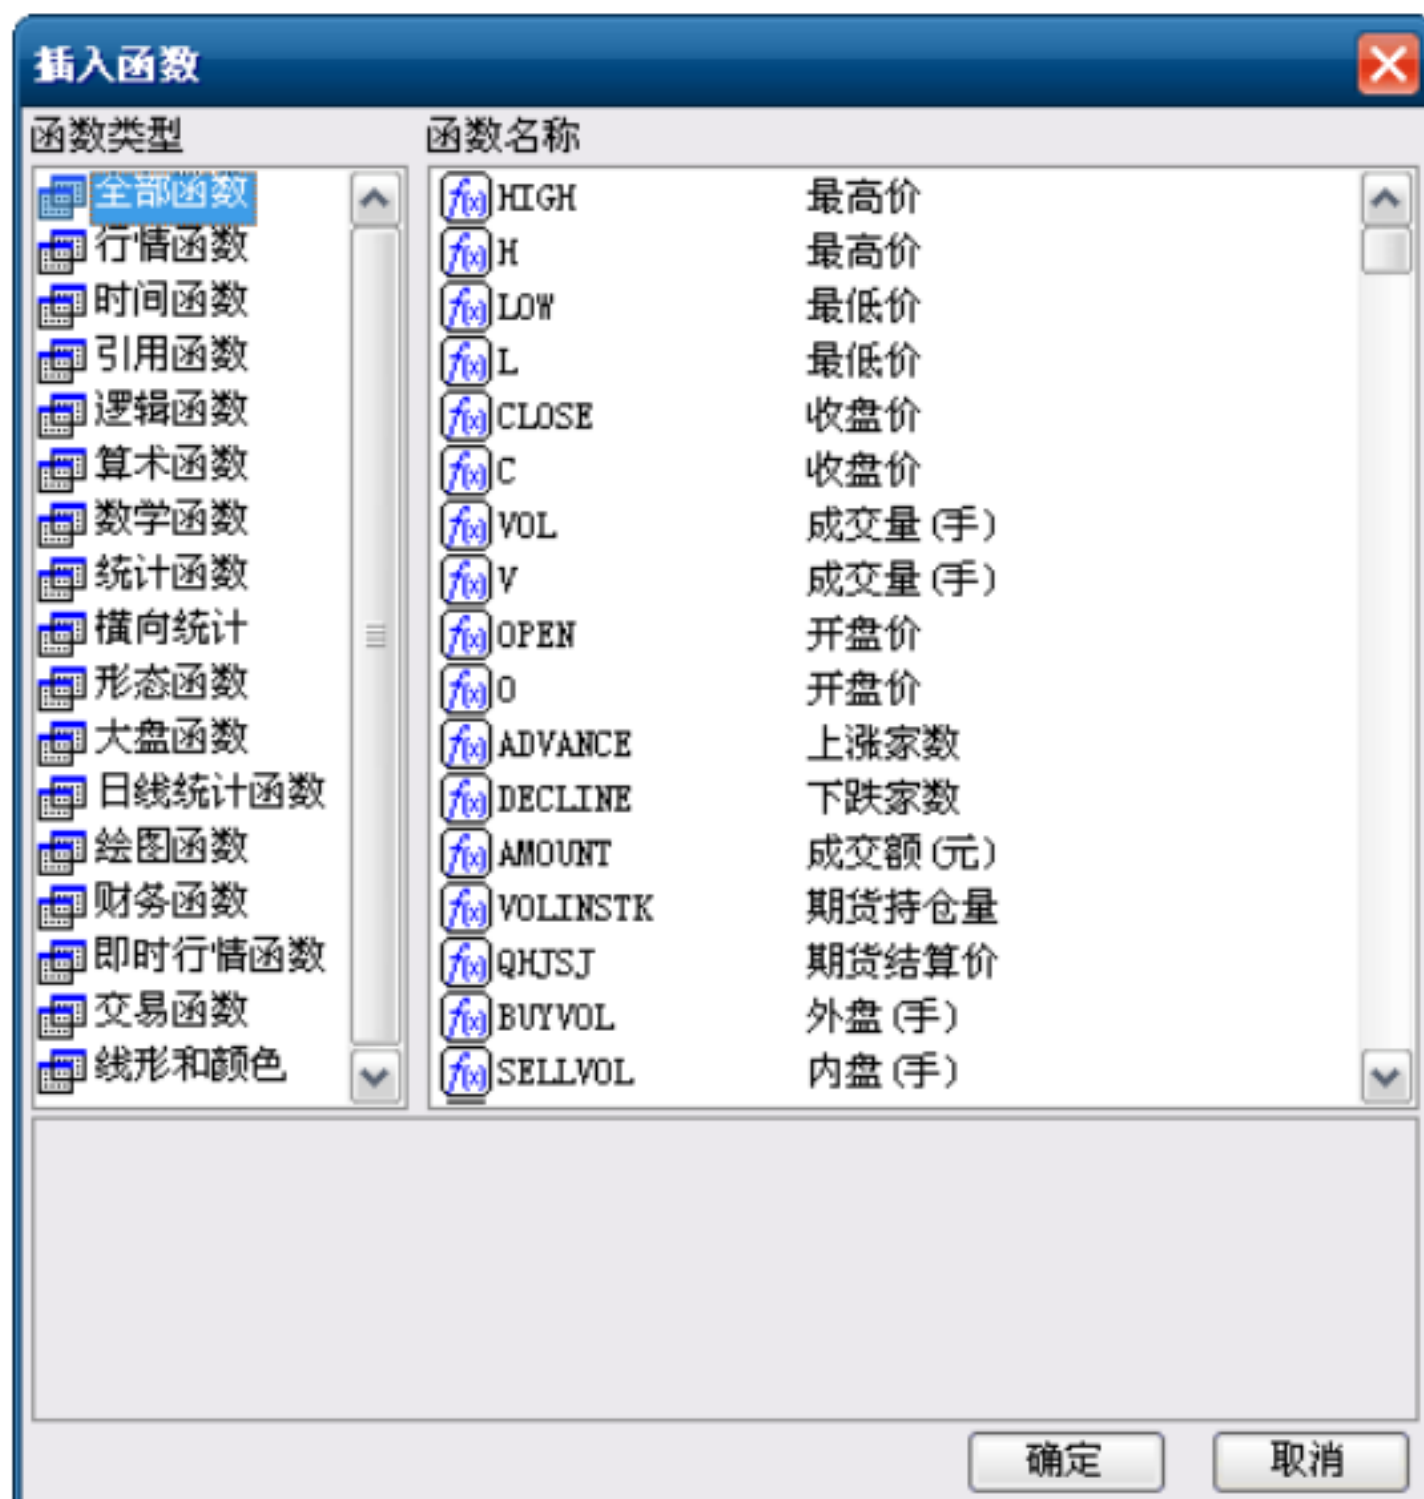 插入函数
函数类型 函数名称
全部函数
行情函数
时间函数
引用函数
逻辑函数
算术函数
数学函数
统计函数
横向统计
形态函数
大盘函数
日线统计函数
绘图函数
财务函数
即时行情函数
交易函数
线形和颜色
HIGH 最高价
H 最高价
LOW 最低价
L 最低价
CLOSE 收盘价
C 收盘价
VOL 成交量(手)
V 成交量(手)
OPEN 开盘价
O 开盘价
ADVANCE 上涨家数
DECLINE 下跌家数
AMOUNT 成交额(元)
VOLINSTK 期货持仓量
QHJSJ 期货结算价
BUYVOL 外盘(手)
SELLVOL 内盘(手)
确定 取消